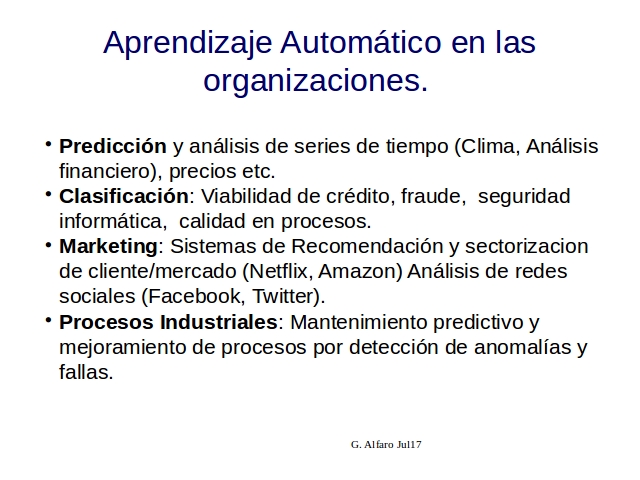 Aprendizaje Automático en las
organizaciones.
• Predicción y análisis de series de tiempo (Clima, Análisis
financiero), precios etc.
• Clasificación: Viabilidad de crédito, fraude,  seguridad
informática,  calidad en procesos.
• Marketing: Sistemas de Recomendación y sectorizacion
de cliente/mercado (Netflix, Amazon) Análisis de redes
sociales (Facebook, Twitter).
• Procesos Industriales: Mantenimiento predictivo y
mejoramiento de procesos por detección de anomalías y
fallas.
G. Alfaro Jul17